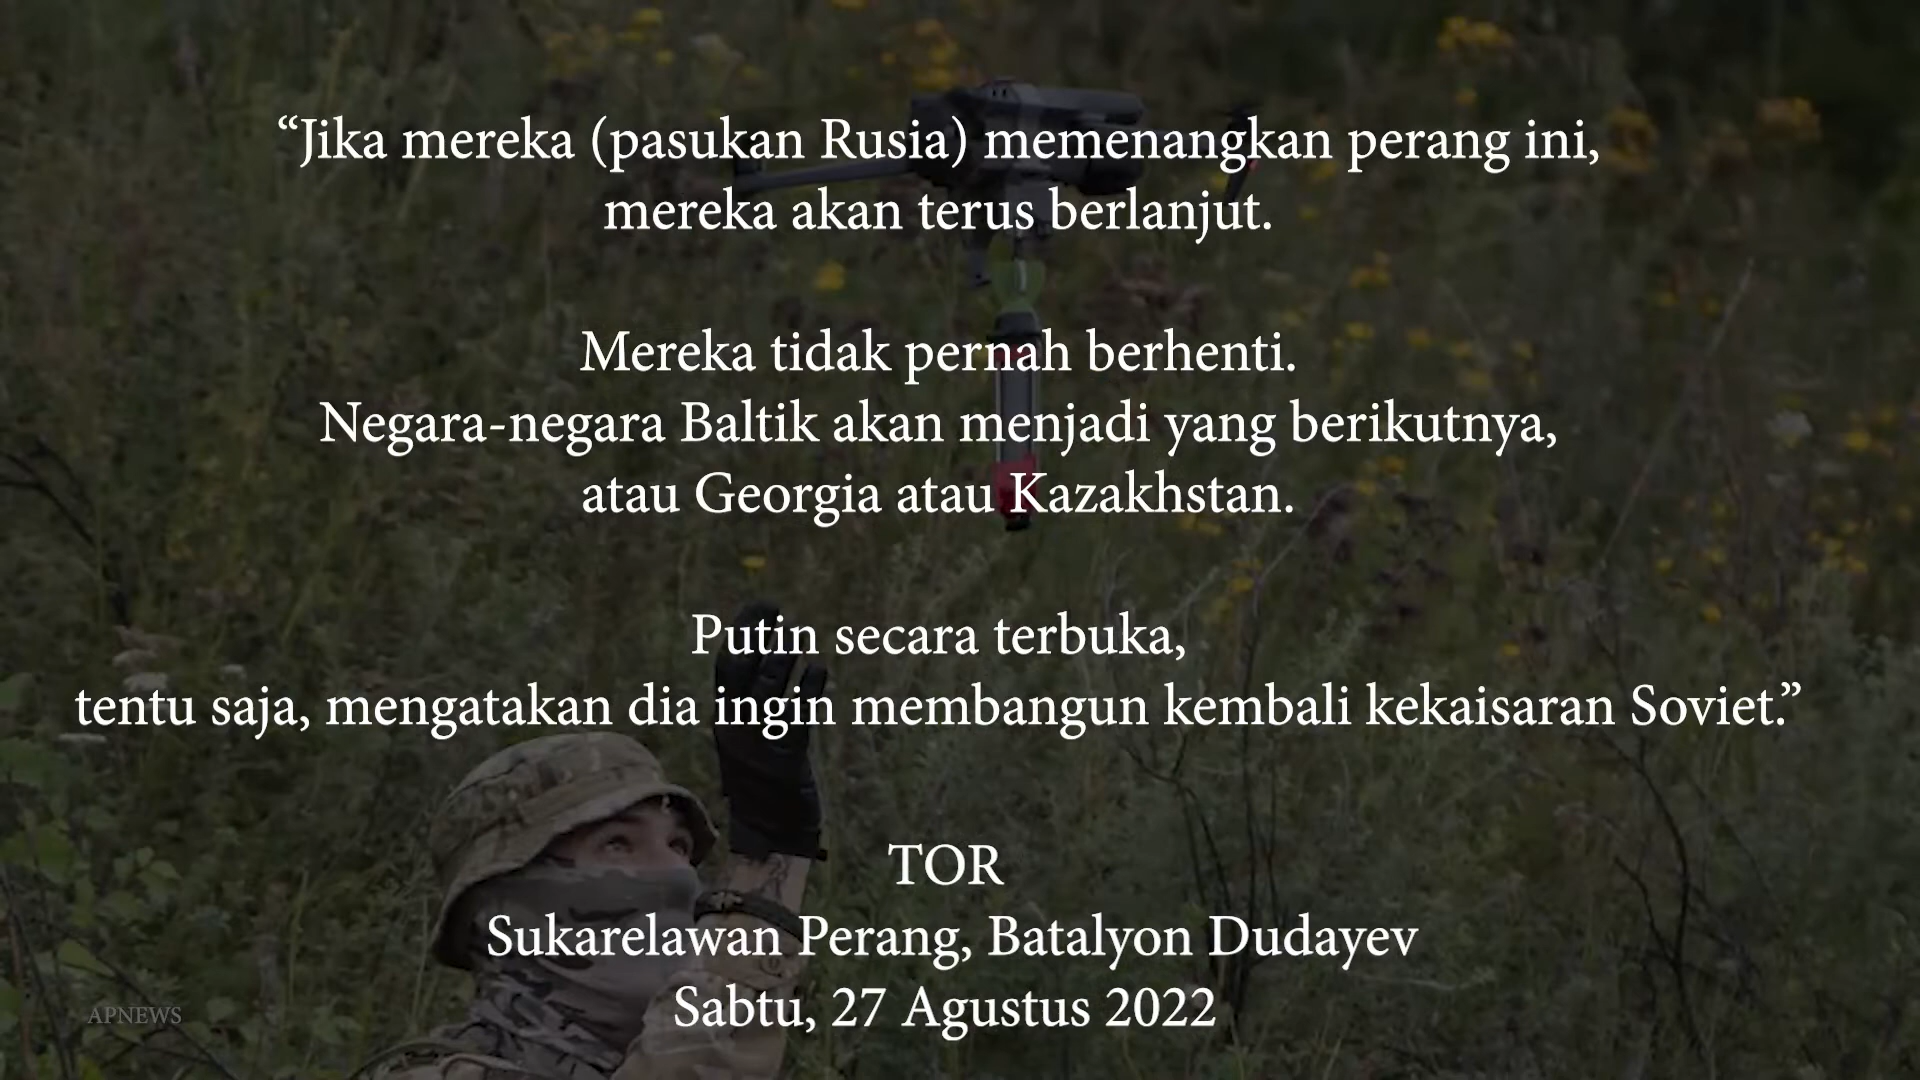 “Jika mereka (pasukan Rusia) memenangkan perang ini,
mereka akan terus berlanjut.
Mereka tidak pernah berhenti.
Negara-negara Baltik akan menjadi yang berikutnya,
atau Georgia atau Kazakhstan.
Putin secara terbuka,
tentu saja, mengatakan dia ingin membangun kembali kekaisaran Soviet.”
TOR
Sukarelawan Perang, Batalyon Dudayev
Sabtu, 27 Agustus 2022
APNEWS